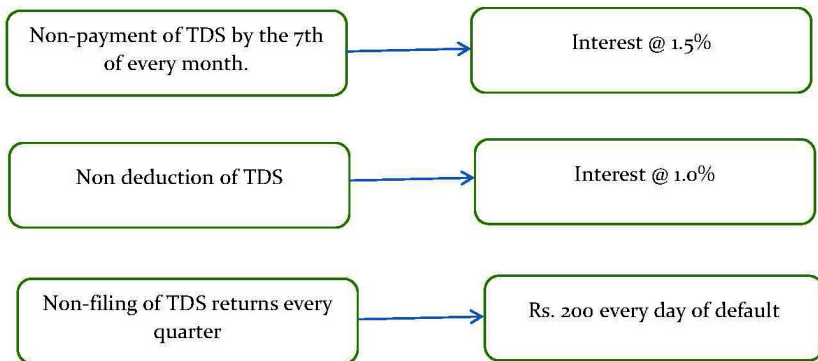 Non-payment of TDS by the 7th
of every month.
Interest @ 1.5%
Non deduction of TDS
Interest @ 1.0%
Non-filing of TDS returns every
quarter
Rs. 200 every day of default